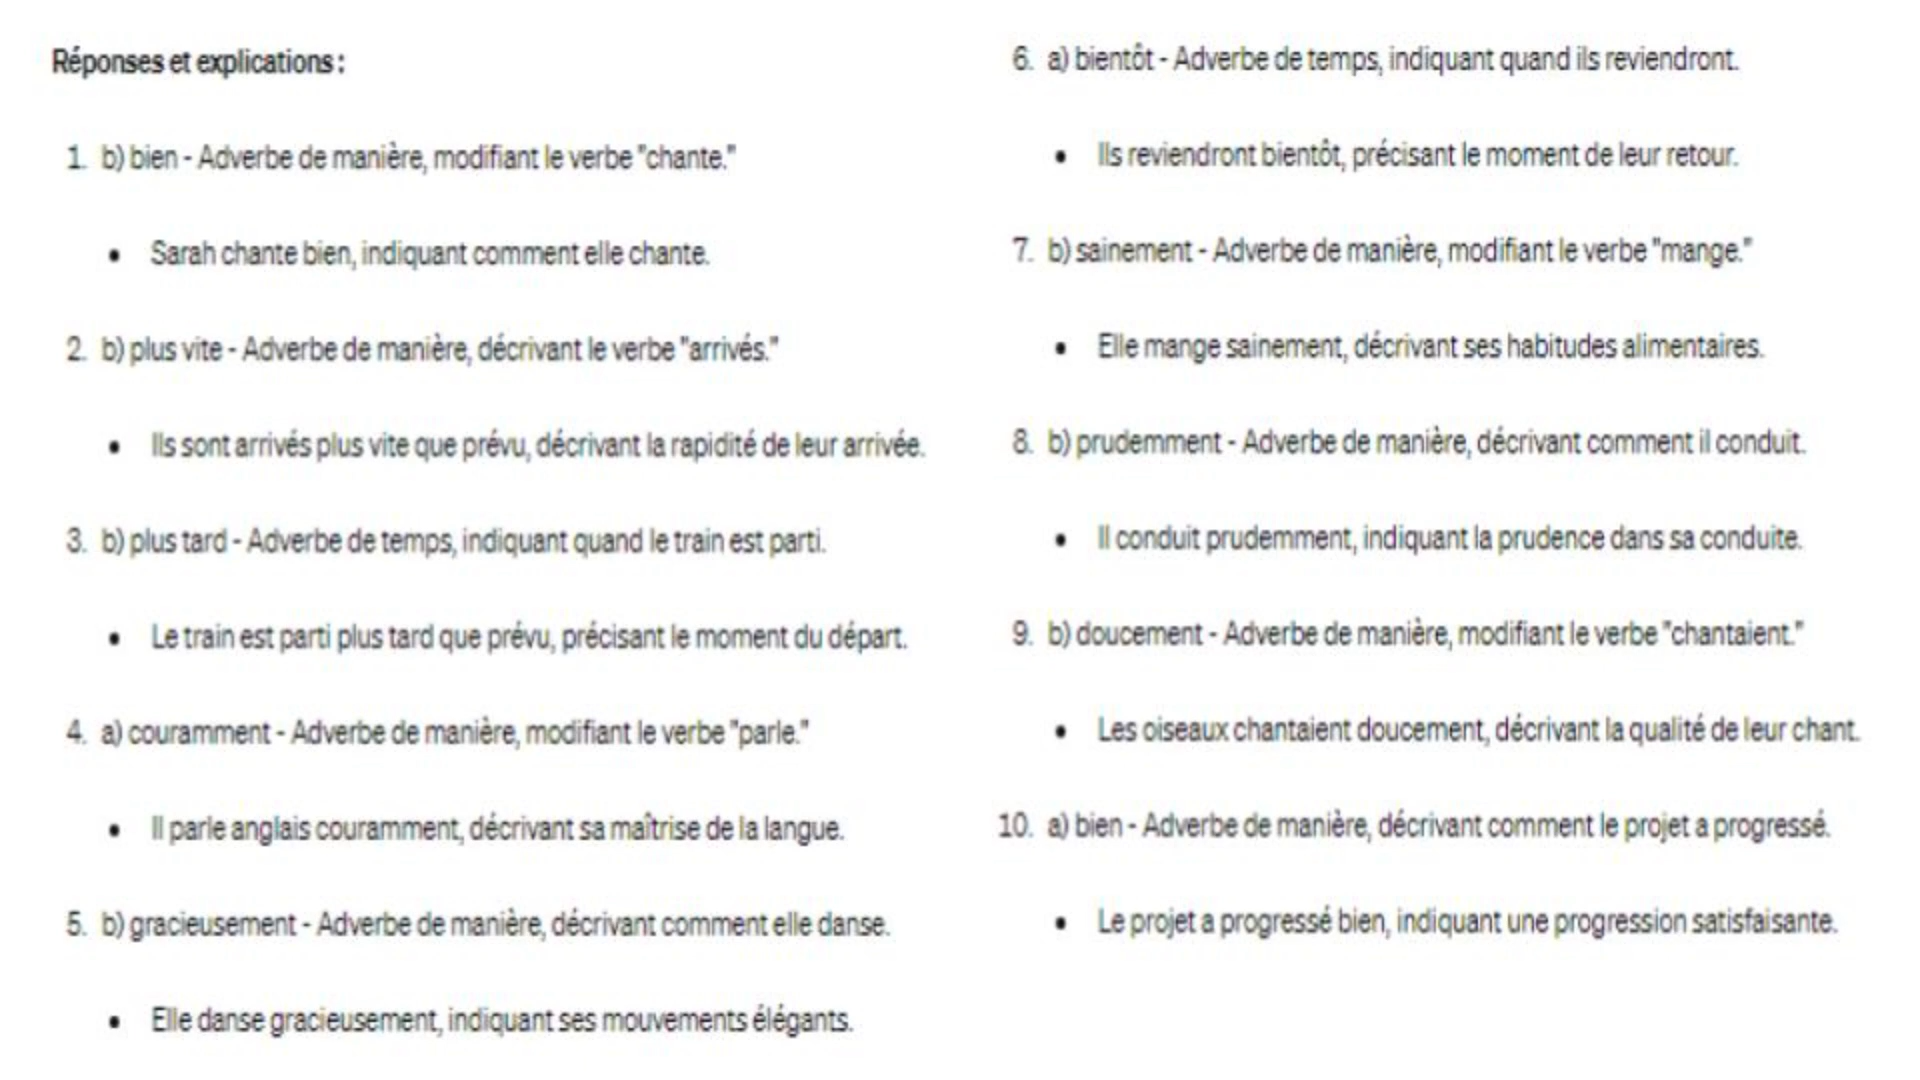 Réponses et explications :
1. b) bien - Adverbe de manière, modifiant le verbe "chante."
• Sarah chante bien, indiquant comment elle chante.
2. b) plus vite - Adverbe de manière, décrivant le verbe "arrivés."
• Ils sont arrivés plus vite que prévu, décrivant la rapidité de leur arrivée.
3. b) plus tard - Adverbe de temps, indiquant quand le train est parti.
• Le train est parti plus tard que prévu, précisant le moment du départ.
4. a) couramment - Adverbe de manière, modifiant le verbe "parle."
• Il parle anglais couramment, décrivant sa maîtrise de la langue.
5. b) gracieusement - Adverbe de manière, décrivant comment elle danse.
• Elle danse gracieusement, indiquant ses mouvements élégants.
6. a) bientôt - Adverbe de temps, indiquant quand ils reviendront.
• Ils reviendront bientôt, précisant le moment de leur retour.
7. b) sainement - Adverbe de manière, modifiant le verbe "mange."
• Elle mange sainement, décrivant ses habitudes alimentaires.
8. b) prudemment - Adverbe de manière, décrivant comment il conduit.
• Il conduit prudemment, indiquant la prudence dans sa conduite.
9. b) doucement - Adverbe de manière, modifiant le verbe "chantaient."
• Les oiseaux chantaient doucement, décrivant la qualité de leur chant.
10. a) bien - Adverbe de manière, décrivant comment le projet a progressé.
• Le projet a progressé bien, indiquant une progression satisfaisante.